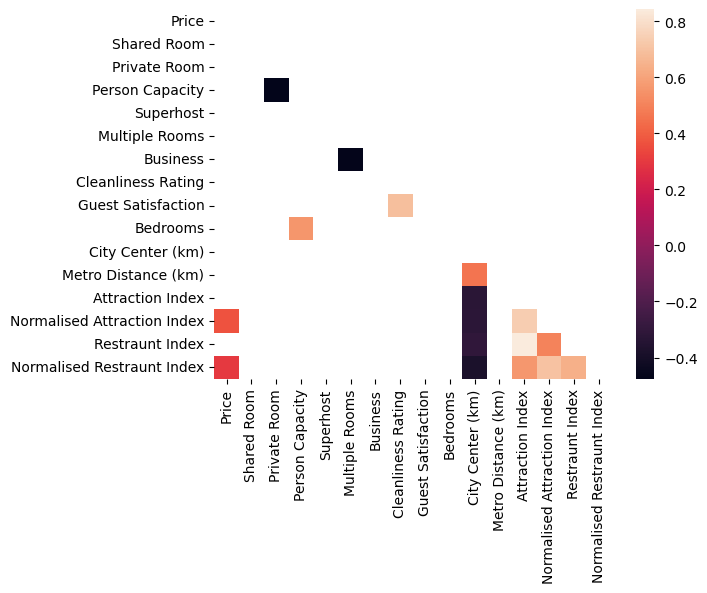 Price
Shared Room
Private Room
Person Capacity
Superhost
Multiple Rooms
Business
Cleanliness Rating
Guest Satisfaction
Bedrooms
City Center (km)
Metro Distance (km)
Attraction Index
Normalised Attraction Index
Restraunt Index
Normalised Restraunt Index
Price
Shared Room
Private Room
Person Capacity
Superhost
Multiple Rooms
Business
Cleanliness Rating
Guest Satisfaction
Bedrooms
City Center (km)
Metro Distance (km)
Attraction Index
Normalised Attraction Index
Restraunt Index
Normalised Restraunt Index
0.8
0.6
0.4
0.2
0.0
−0.2
−0.4